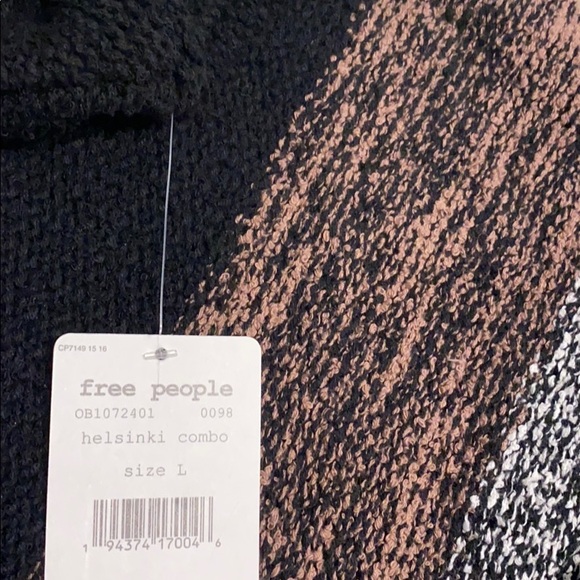 CP7149 15 16
free people
OB1072401 0098
helsinki combo
size L
1 94374 17004 6